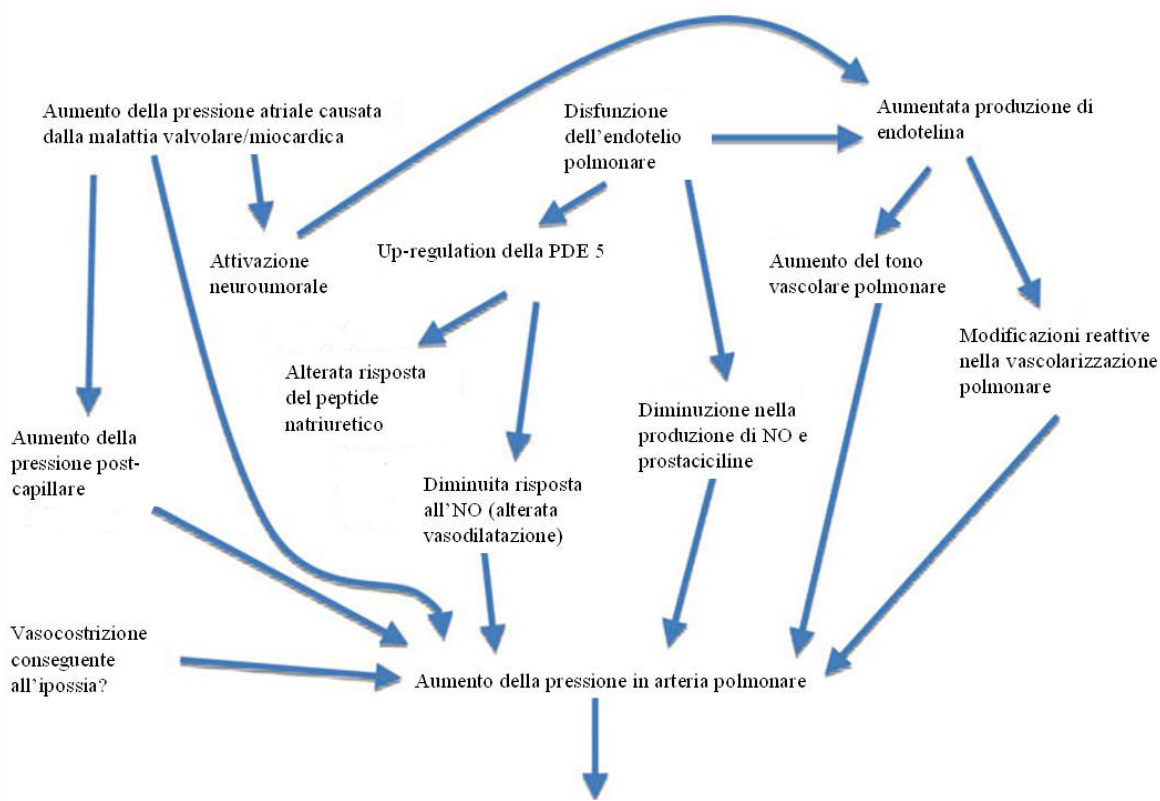 Aumento della pressione atriale causata
dalla malattia valvolare/miocardica
Disfunzione
dell'endotelio
polmonare
Aumentata produzione di
endotelina
Attivazione
neuroumorale
Up-regulation della PDE 5
Aumento del tono
vascolare polmonare
Alterata risposta
del peptide
natriuretico
Modificazioni reattive
nella vascolarizzazione
polmonare
Aumento della
pressione post-
capillare
Diminuita risposta
all'NO (alterata
vasodilatazione)
Diminuzione nella
produzione di NO e
prostaciciline
Vasocostrizione
conseguente
all'ipossia?
Aumento della pressione in arteria polmonare